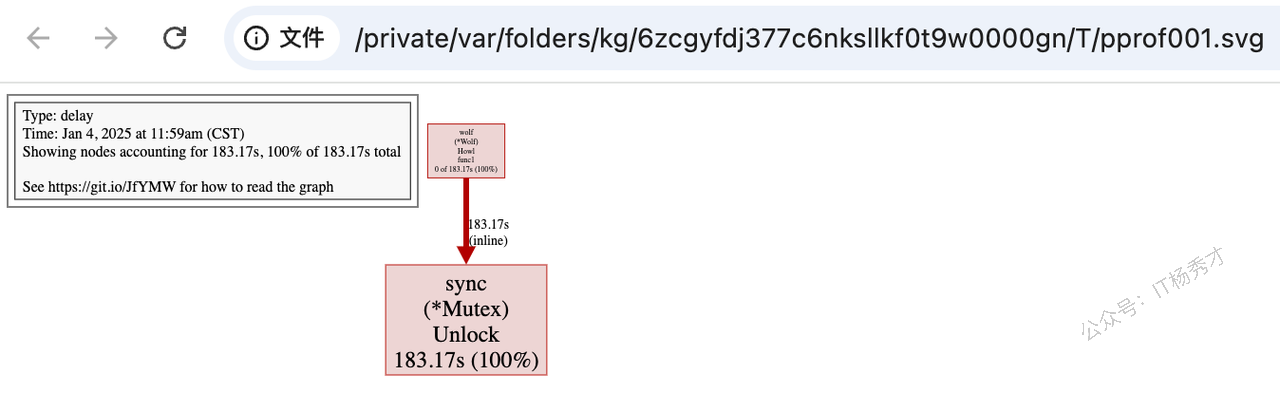 文件
/private/var/folders/kg/6zcgyfdj377c6nksllkf0t9w0000gn/T/pprof001.svg
Type: delay
Time: Jan 4, 2025 at 11:59am (CST)
Showing nodes accounting for 183.17s, 100% of 183.17s total
See https://git.io/JfYMW for how to read the graph
wolf
(*Wolf)
Howl
func1
0 of 183.17s (100%)
183.17s
(inline)
sync
(*Mutex)
Unlock
183.17s (100%)
公众号：IT杨秀才